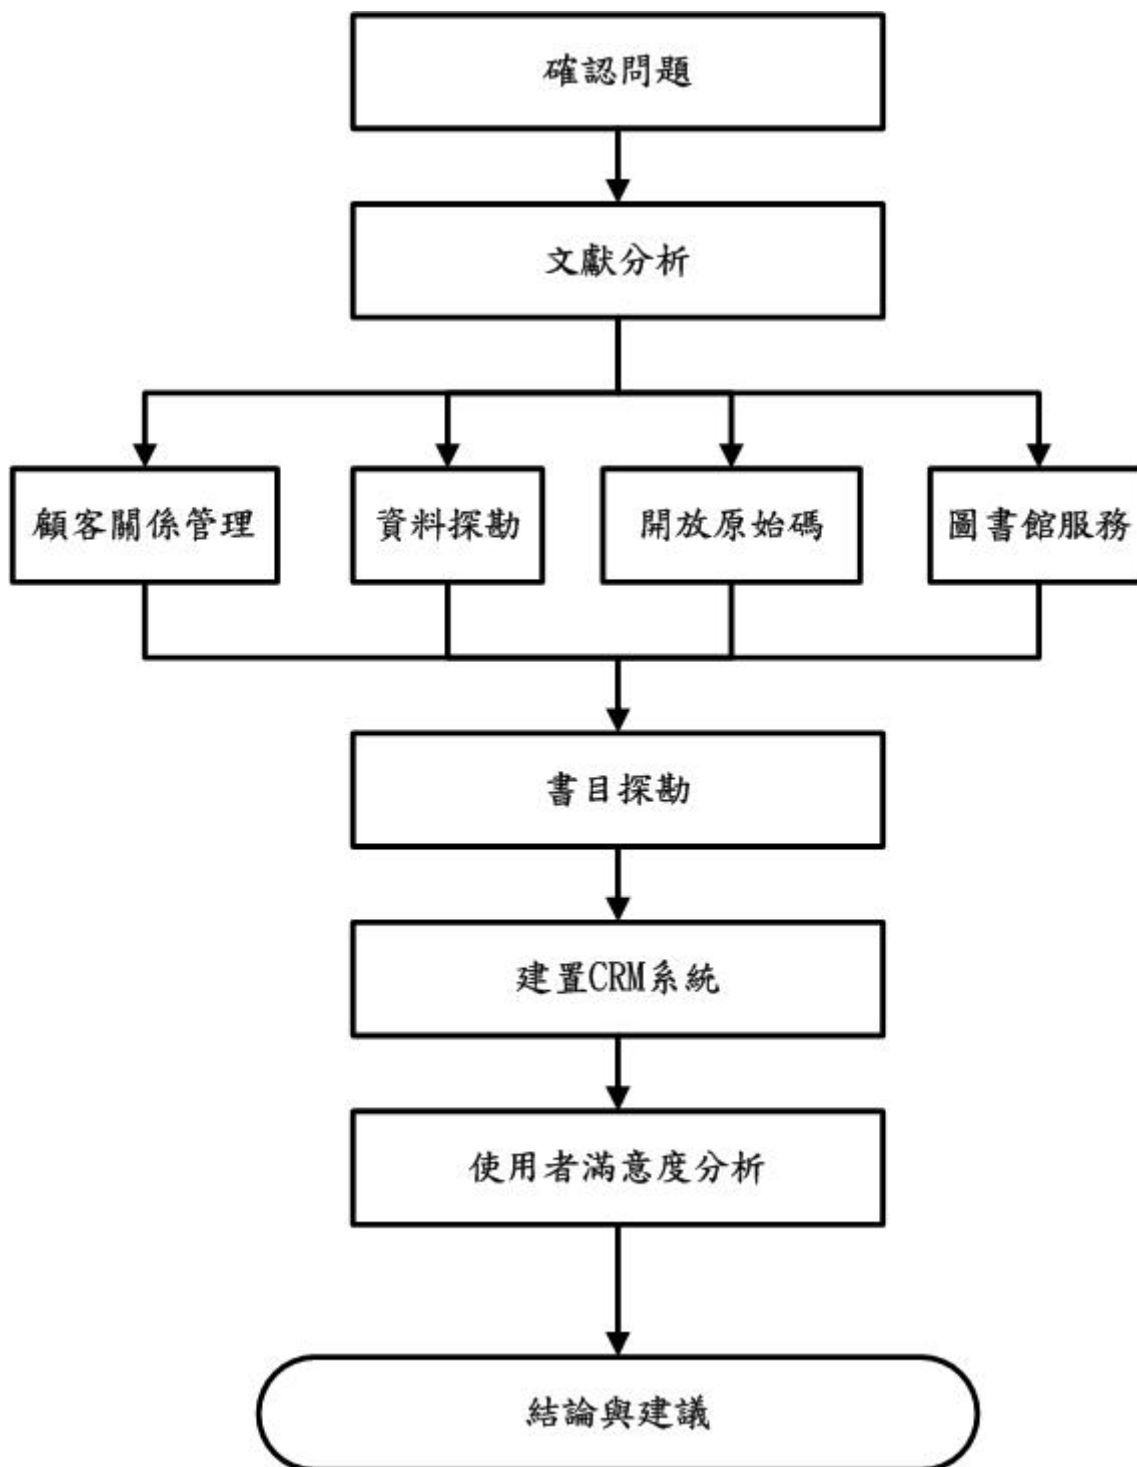 確認問題
文獻分析
顧客關係管理
資料探勘
開放原始碼
圖書館服務
書目探勘
建置CRM系統
使用者滿意度分析
結論與建議